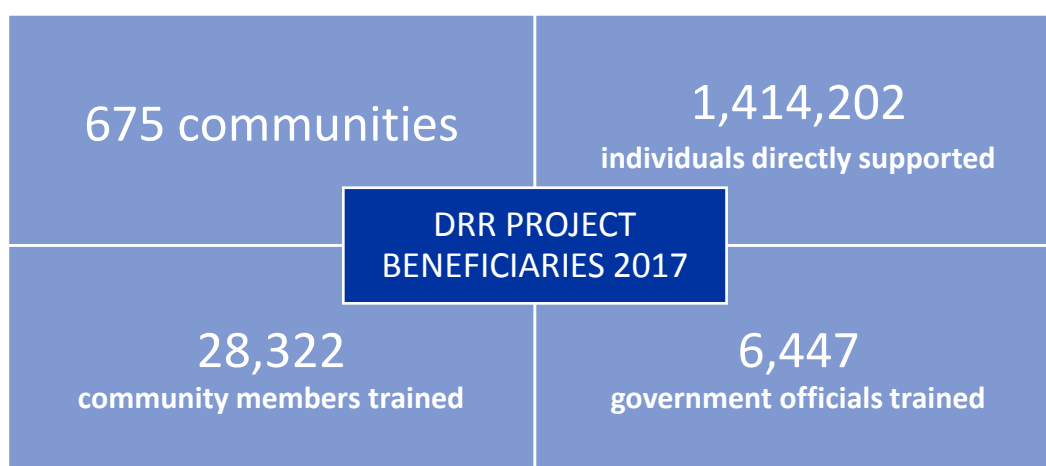 675 communities
1,414,202
individuals directly supported
DRR PROJECT
BENEFICIARIES 2017
28,322
community members trained
6,447
government officials trained